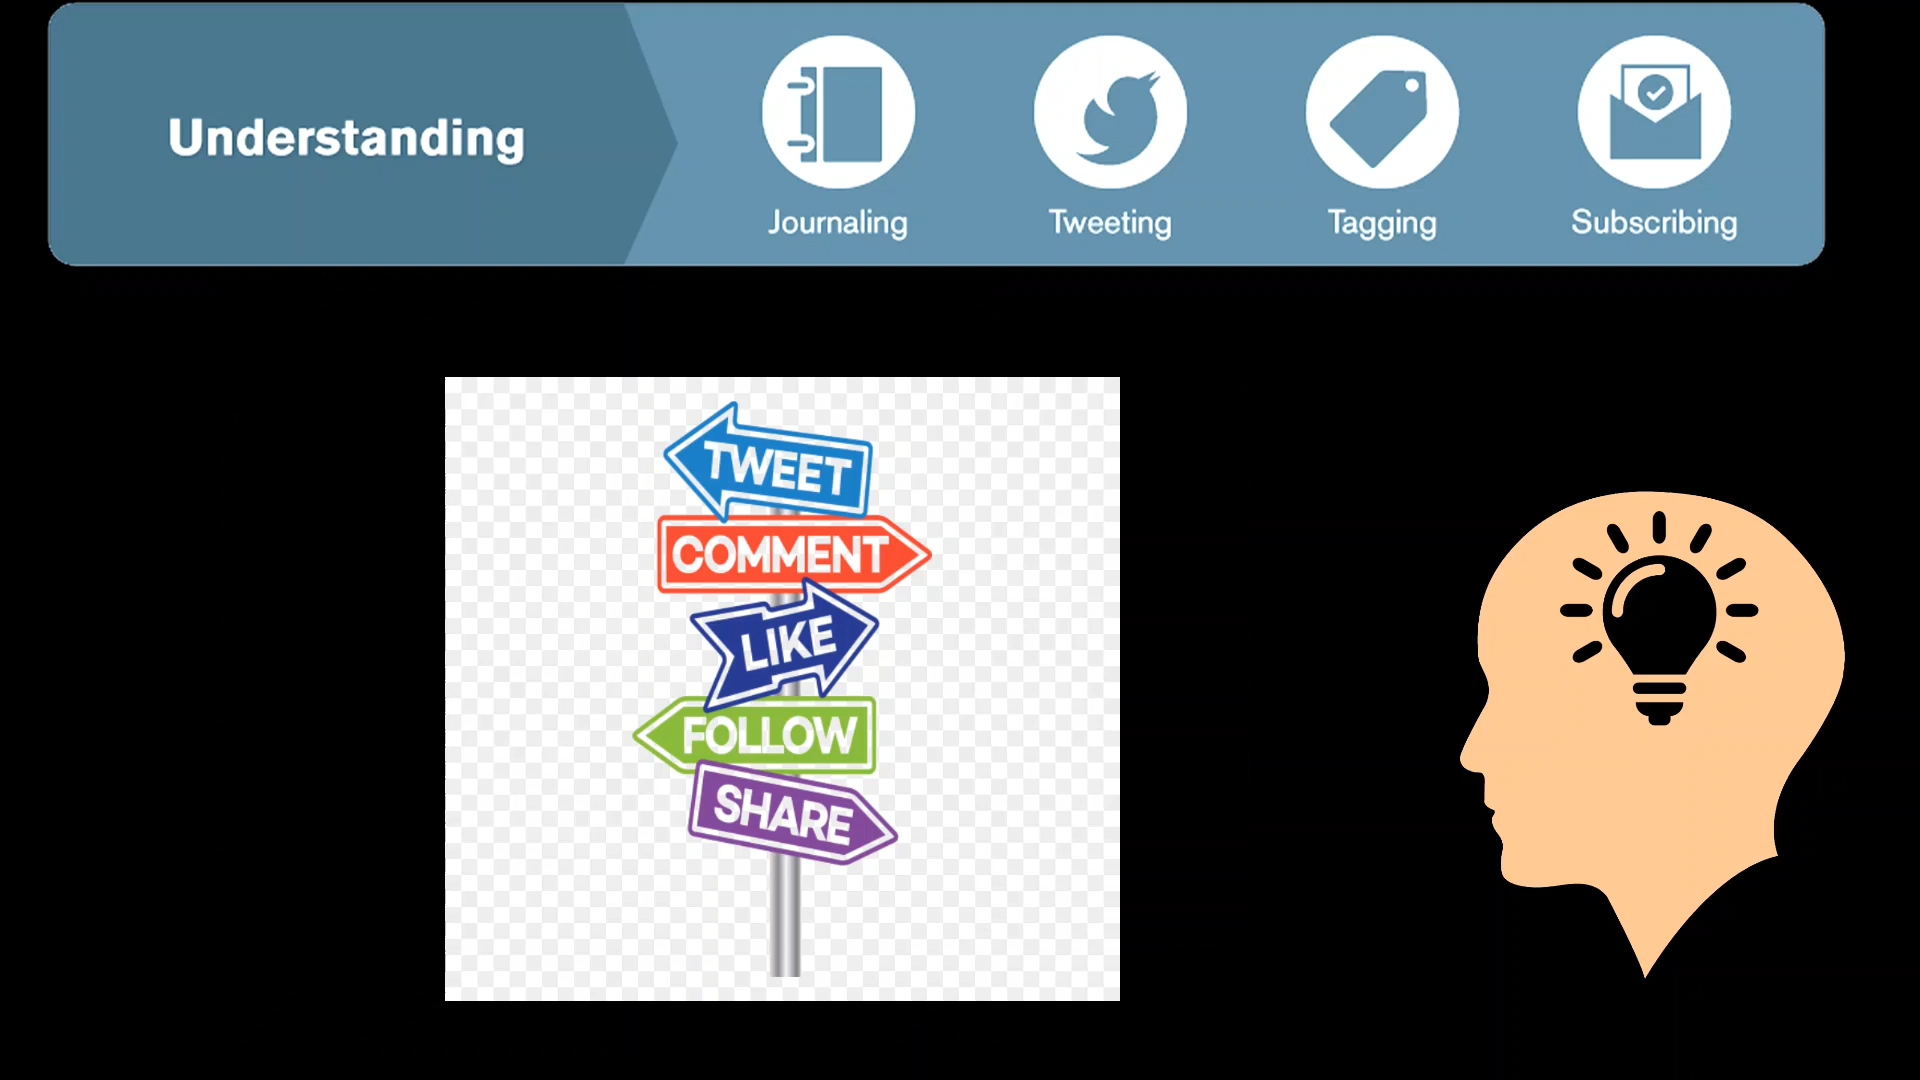 Understanding
Journaling
Tweeting
Tagging
Subscribing
TWEET
COMMENT
LIKE
FOLLOW
SHARE